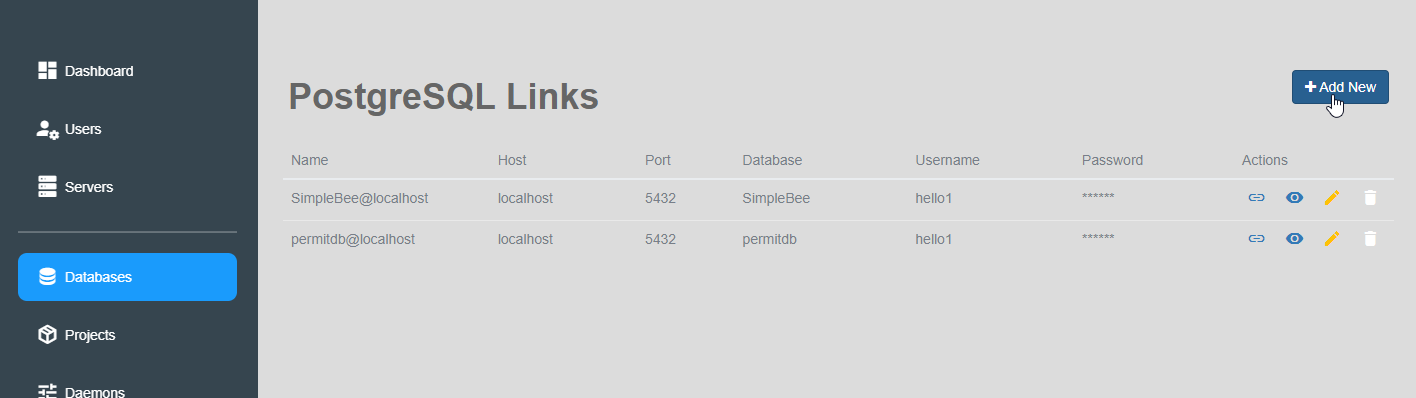 Dashboard
Users
Servers
Databases
Projects
Daemons
PostgreSQL Links
Add New
Name Host Port Database Username Password Actions
SimpleBee@localhost localhost 5432 SimpleBee hello1 ******
permitdb@localhost localhost 5432 permitdb hello1 ******